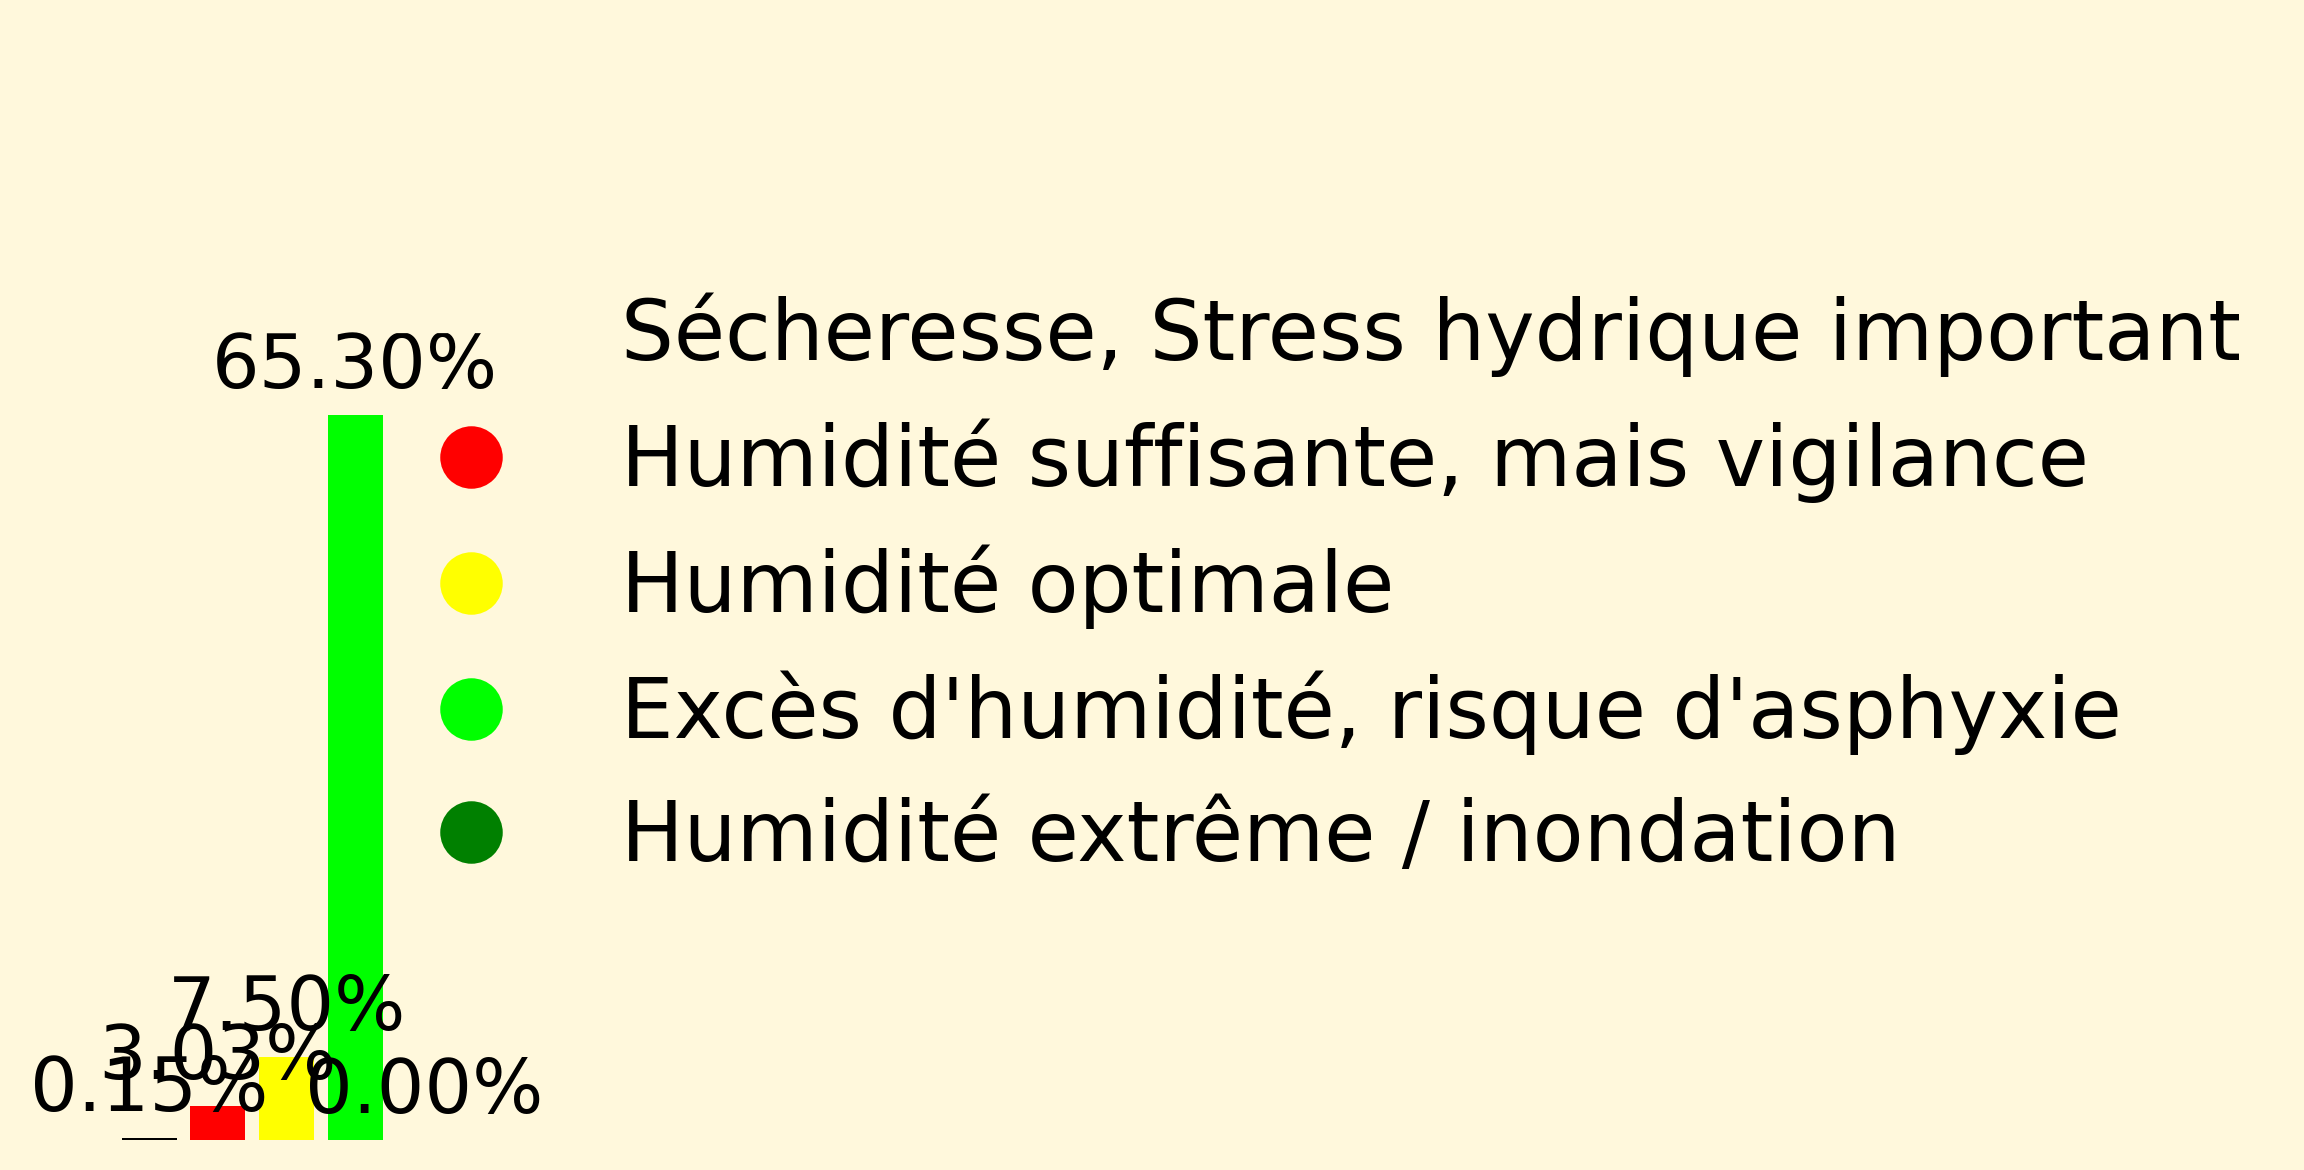 Sécheresse, Stress hydrique important
65.30%
Humidité suffisante, mais vigilance
Humidité optimale
Excès d'humidité, risque d'asphyxie
Humidité extrême / inondation
7.50%
3.03%
0.15%
0.00%